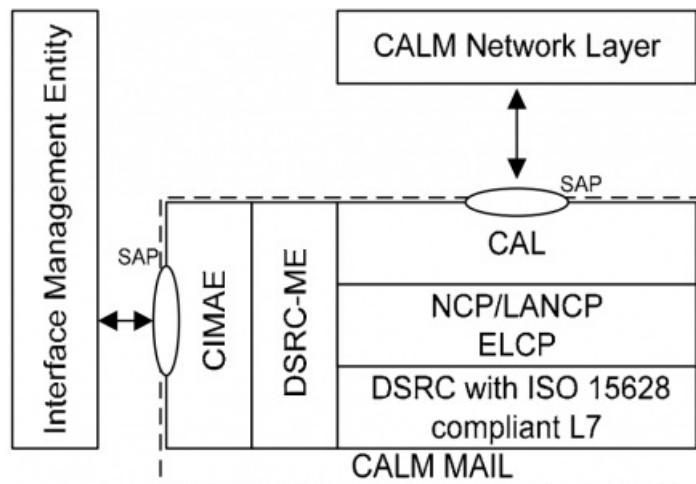 CALM Network Layer
Interface Management Entity
SAP
SAP
CIMAE
DSRC-ME
CAL
NCP/LANCP
ELCP
DSRC with ISO 15628
compliant L7
CALM MAIL